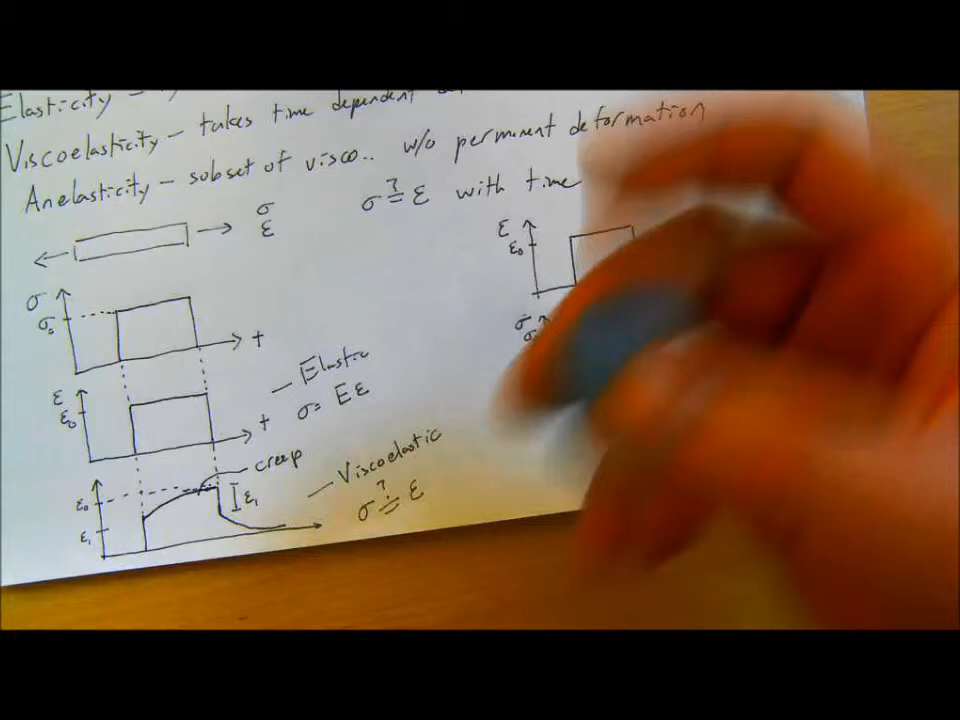 Elasticity -
Viscoelasticity - takes time dependent
Anelasticity - subset of visco.. w/o perminent deformation
σ ≟ ε with time
σ
ε
σ
σ₀
t
ε
ε₀
t
- Elastic
σ = Eε
creep
ε₀
ε₁
ε₁
- Viscoelastic
σ ≟ ε
ε
ε₀
σ